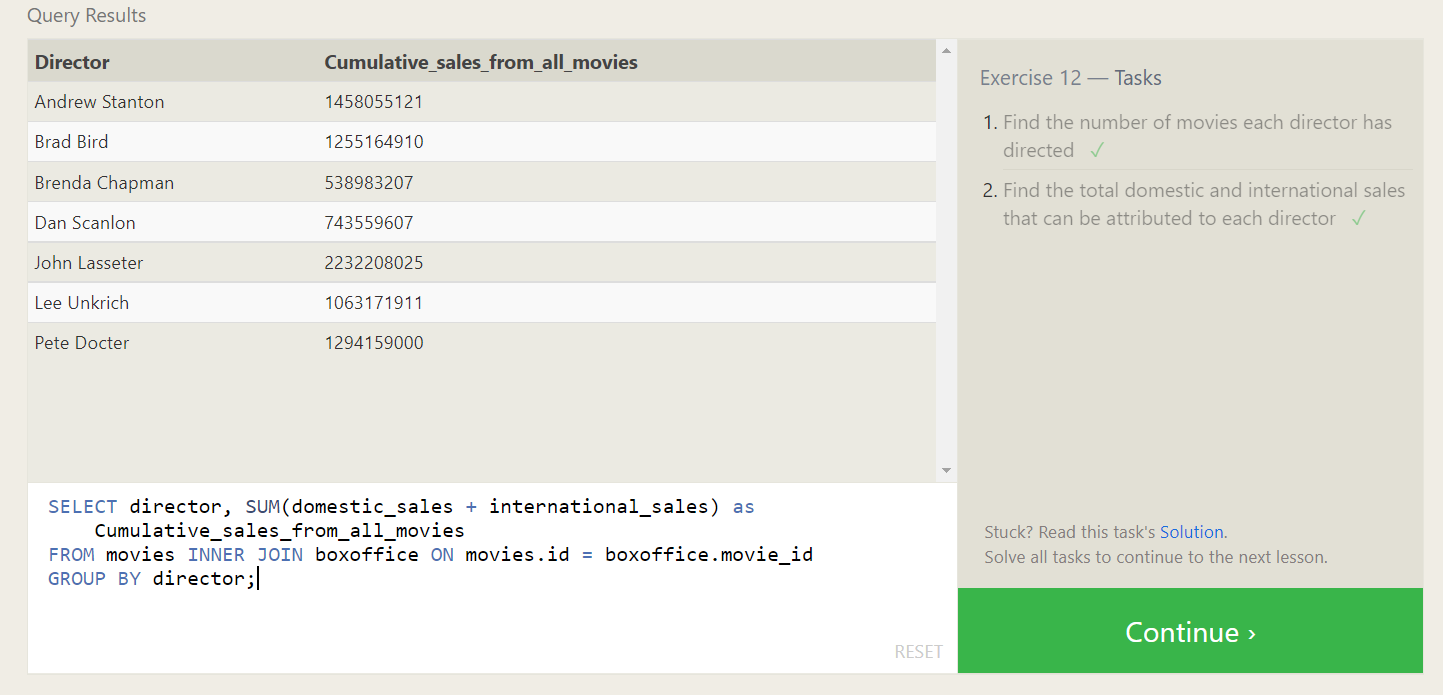 Query Results
Director Cumulative_sales_from_all_movies
Andrew Stanton 1458055121
Brad Bird 1255164910
Brenda Chapman 538983207
Dan Scanlon 743559607
John Lasseter 2232208025
Lee Unkrich 1063171911
Pete Docter 1294159000
SELECT director, SUM(domestic_sales + international_sales) as
Cumulative_sales_from_all_movies
FROM movies INNER JOIN boxoffice ON movies.id = boxoffice.movie_id
GROUP BY director;
RESET
Exercise 12 — Tasks
1. Find the number of movies each director has
directed ✓
2. Find the total domestic and international sales
that can be attributed to each director ✓
Stuck? Read this task's Solution.
Solve all tasks to continue to the next lesson.
Continue ›